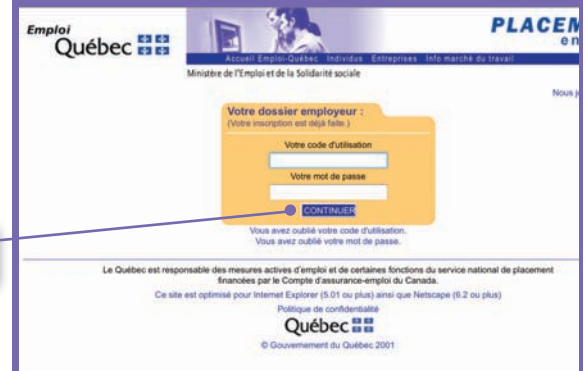 Emploi
Québec
PLACEM
en
Accueil Emploi-Québec Individus Entreprises Info marché du travail
Ministère de l'Emploi et de la Solidarité sociale
Nous j
Votre dossier employeur :
(Votre inscription est déjà faite.)
Votre code d'utilisation
Votre mot de passe
CONTINUER
Vous avez oublié votre code d'utilisation.
Vous avez oublié votre mot de passe.
Le Québec est responsable des mesures actives d'emploi et de certaines fonctions du service national de placement
financées par le Compte d'assurance-emploi du Canada.
Ce site est optimisé pour Internet Explorer (5.01 ou plus) ainsi que Netscape (6.2 ou plus)
Politique de confidentialité
Québec
© Gouvernement du Québec 2001